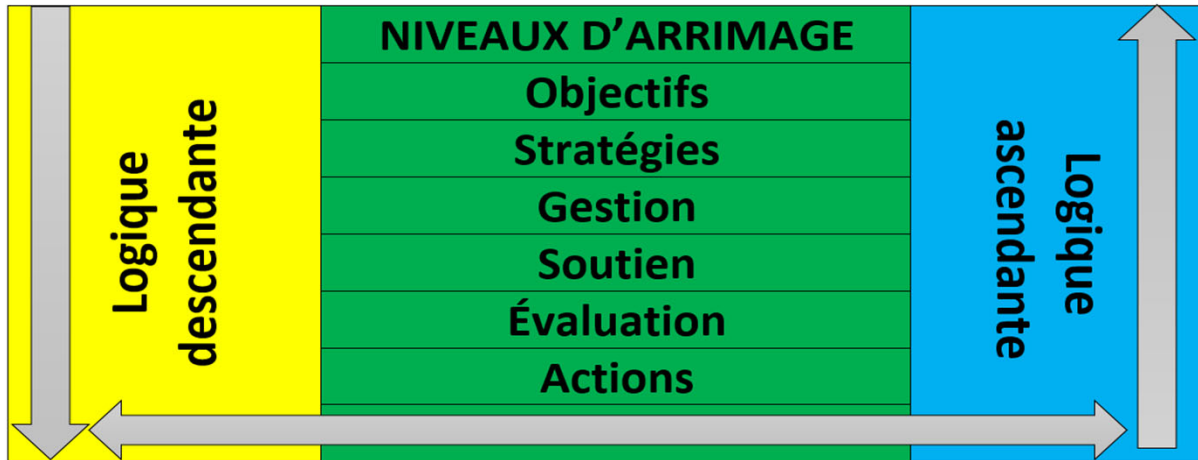 Logique
descendante
NIVEAUX D’ARRIMAGE
Objectifs
Stratégies
Gestion
Soutien
Évaluation
Actions
Logique
ascendante